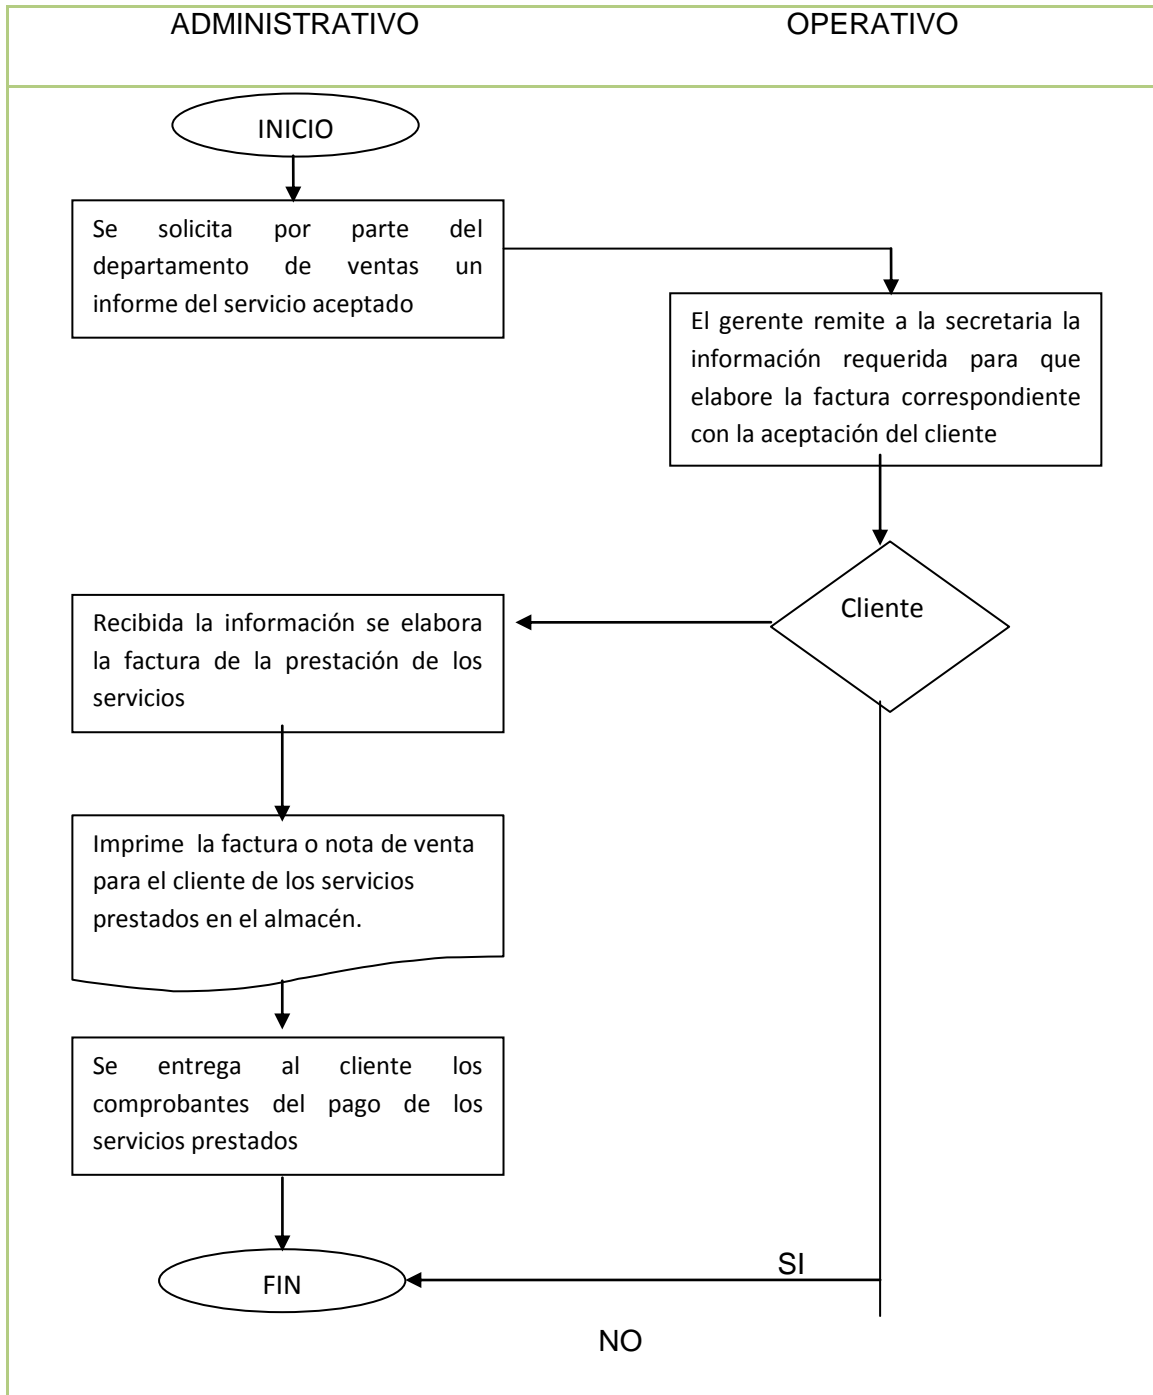 ADMINISTRATIVO
OPERATIVO
INICIO
Se solicita por parte del
departamento de ventas un
informe del servicio aceptado
El gerente remite a la secretaria la
información requerida para que
elabore la factura correspondiente
con la aceptación del cliente
Cliente
Recibida la información se elabora
la factura de la prestación de los
servicios
Imprime la factura o nota de venta
para el cliente de los servicios
prestados en el almacén.
Se entrega al cliente los
comprobantes del pago de los
servicios prestados
SI
FIN
NO